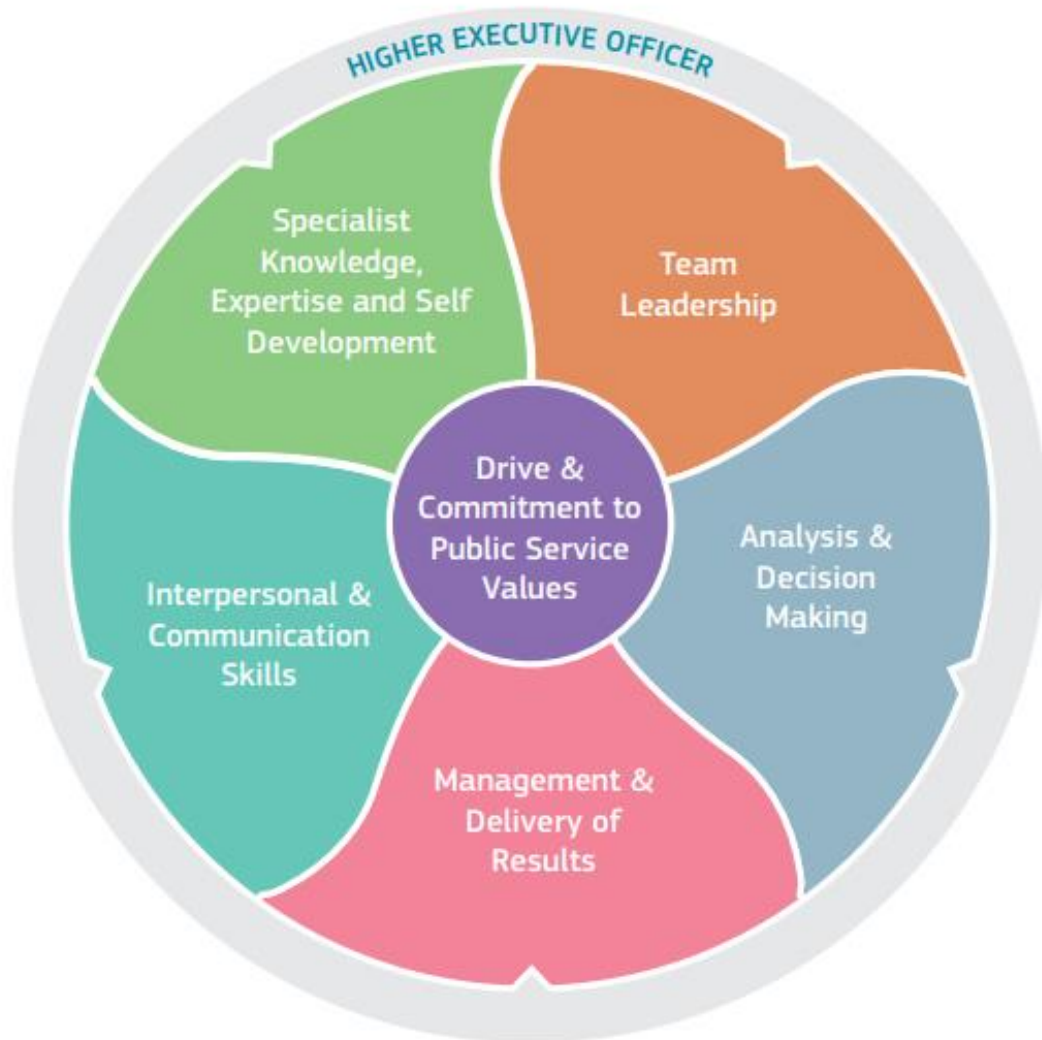 HIGHER EXECUTIVE OFFICER
Specialist
Knowledge,
Expertise and Self
Development
Team
Leadership
Drive &
Commitment to
Public Service
Values
Analysis &
Decision
Making
Interpersonal &
Communication
Skills
Management &
Delivery of
Results